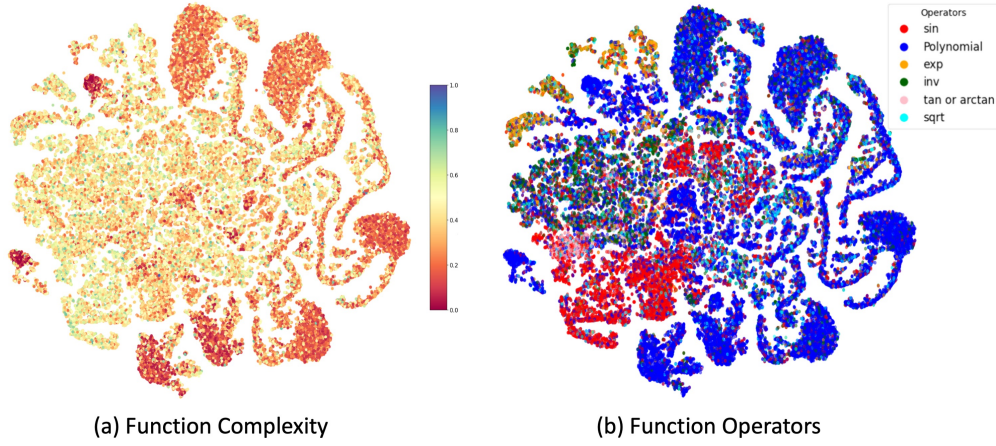 Operators
sin
Polynomial
exp
inv
tan or arctan
sqrt
1.0
0.8
0.6
0.4
0.2
0.0
(a) Function Complexity
(b) Function Operators